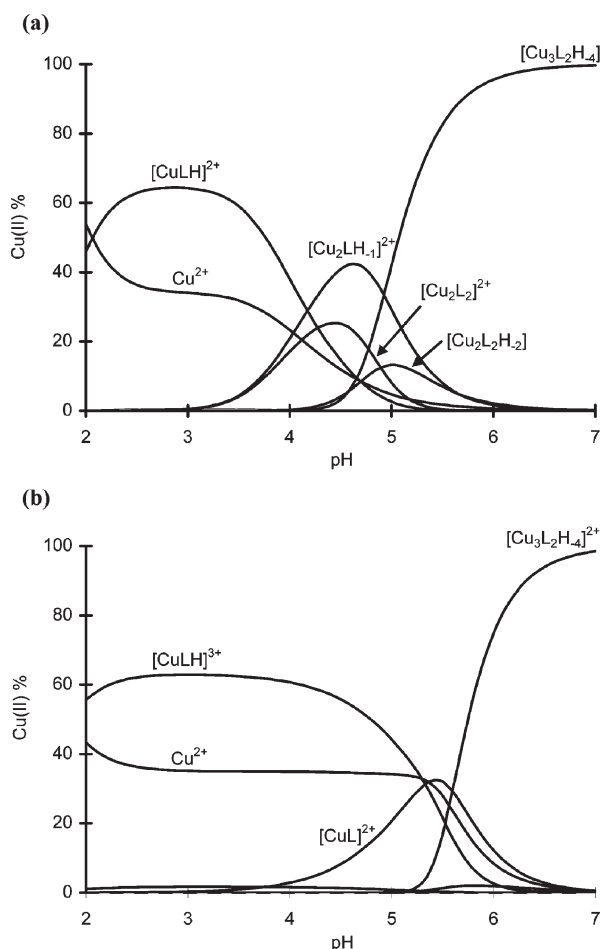 (a)
[Cu₃L₂H₋₄]
100
[CuLH]²⁺
80
60
[Cu₂LH₋₁]²⁺
Cu(II) %
Cu²⁺
[Cu₂L₂]²⁺
40
[Cu₂L₂H₋₂]
20
0
2 3 4 5 6 7
pH
(b)
[Cu₃L₂H₋₄]²⁺
100
80
[CuLH]³⁺
60
Cu(II) %
Cu²⁺
40
[CuL]²⁺
20
0
2 3 4 5 6 7
pH